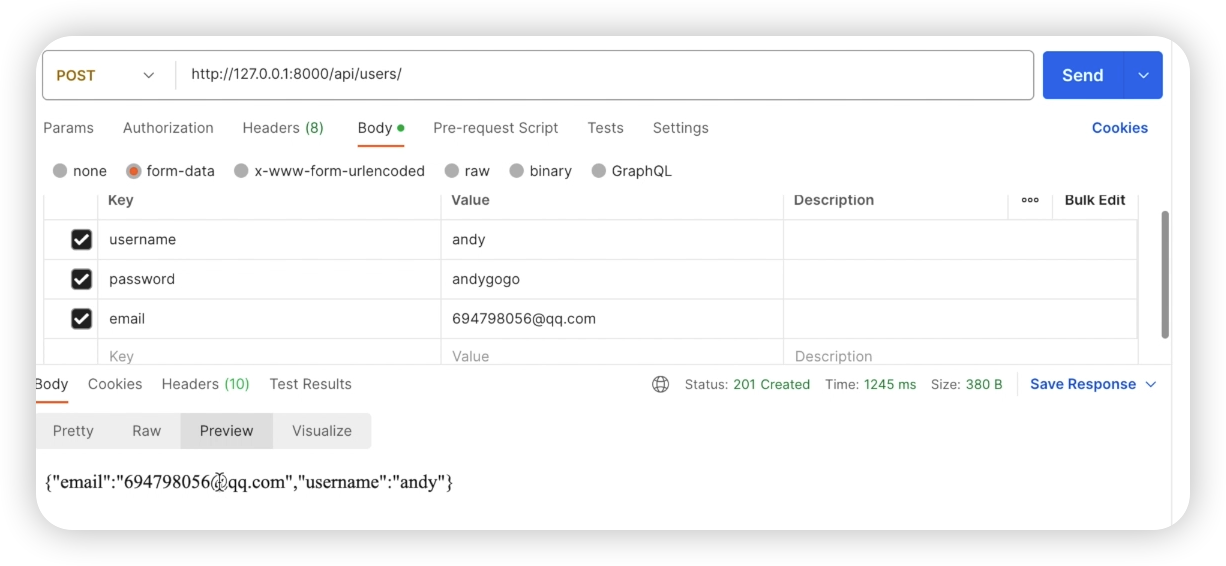 POST http://127.0.0.1:8000/api/users/ Send
Params Authorization Headers (8) Body Pre-request Script Tests Settings Cookies
none form-data x-www-form-urlencoded raw binary GraphQL
Key Value Description ooo Bulk Edit
username andy
password andygogo
email 694798056@qq.com
Key Value Description
Body Cookies Headers (10) Test Results Status: 201 Created Time: 1245 ms Size: 380 B Save Response
Pretty Raw Preview Visualize
{"email":"694798056@qq.com","username":"andy"}